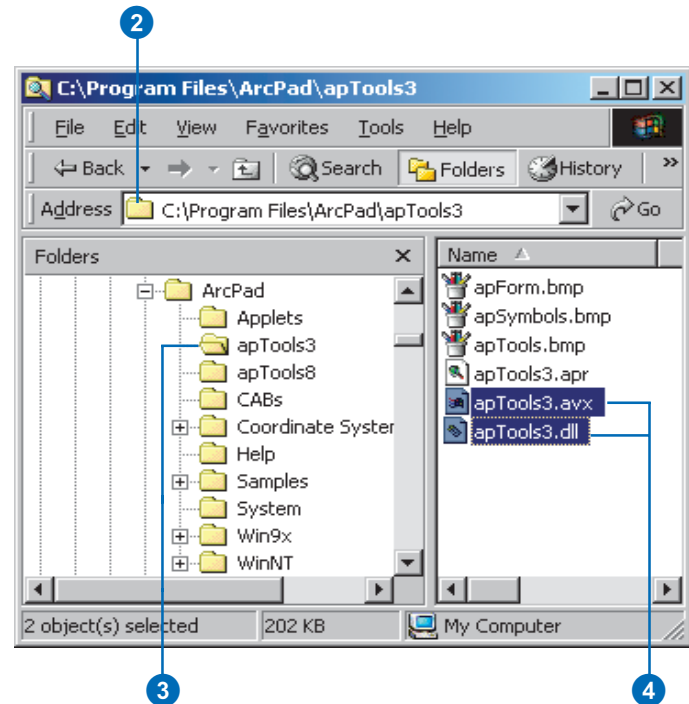 2
C:\Program Files\ArcPad\apTools3
File Edit View Favorites Tools Help
Back Search Folders History »
Address C:\Program Files\ArcPad\apTools3 Go
Folders
ArcPad
Applets
apTools3
apTools8
CABs
Coordinate System
Help
Samples
System
Win9x
WinNT
Name
apForm.bmp
apSymbols.bmp
apTools.bmp
apTools3.apr
apTools3.avx
apTools3.dll
2 object(s) selected 202 KB My Computer
3 4